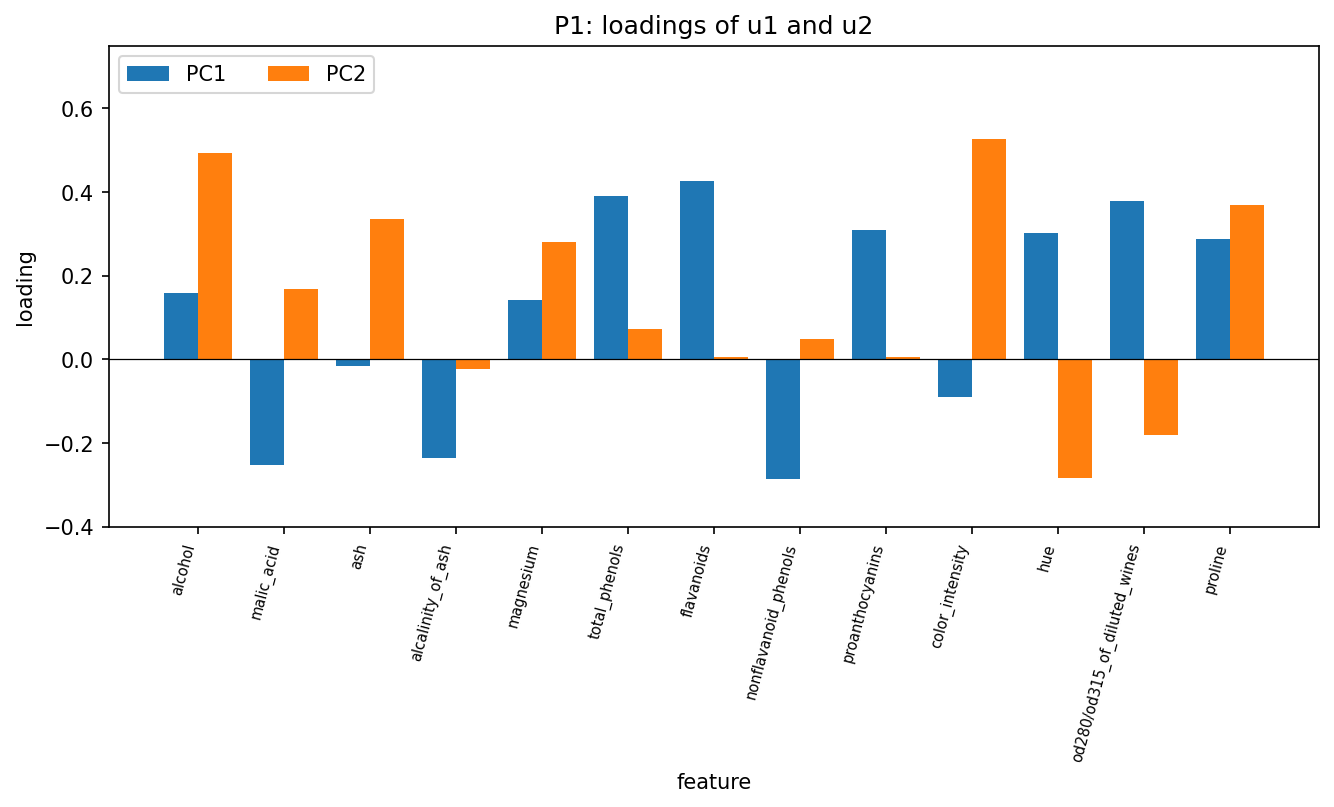 P1: loadings of u1 and u2
PC1 PC2
loading
0.6
0.4
0.2
0.0
−0.2
−0.4
alcohol
malic_acid
ash
alcalinity_of_ash
magnesium
total_phenols
flavanoids
nonflavanoid_phenols
proanthocyanins
color_intensity
hue
od280/od315_of_diluted_wines
proline
feature